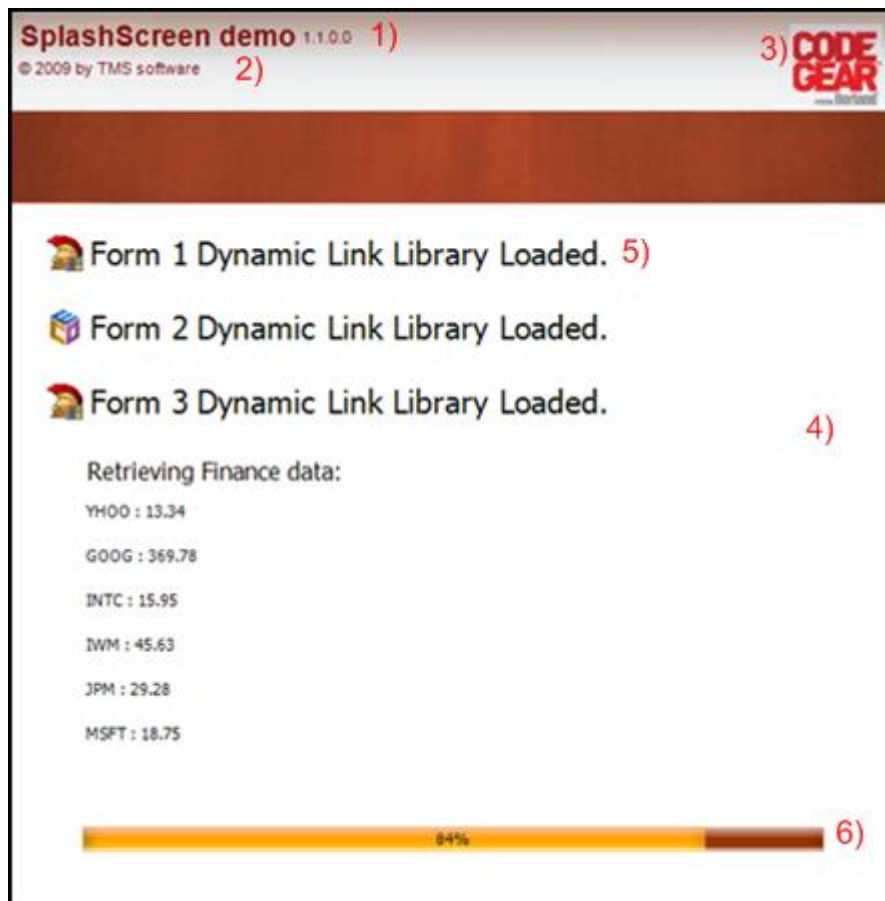 SplashScreen demo 1.1.0.0 1)
© 2009 by TMS software 2)
3) CODE
GEAR
from Borland
Form 1 Dynamic Link Library Loaded. 5)
Form 2 Dynamic Link Library Loaded.
Form 3 Dynamic Link Library Loaded.
4)
Retrieving Finance data:
YHOO : 13.34
GOOG : 369.78
INTC : 15.95
IWM : 45.63
JPM : 29.28
MSFT : 18.75
84% 6)